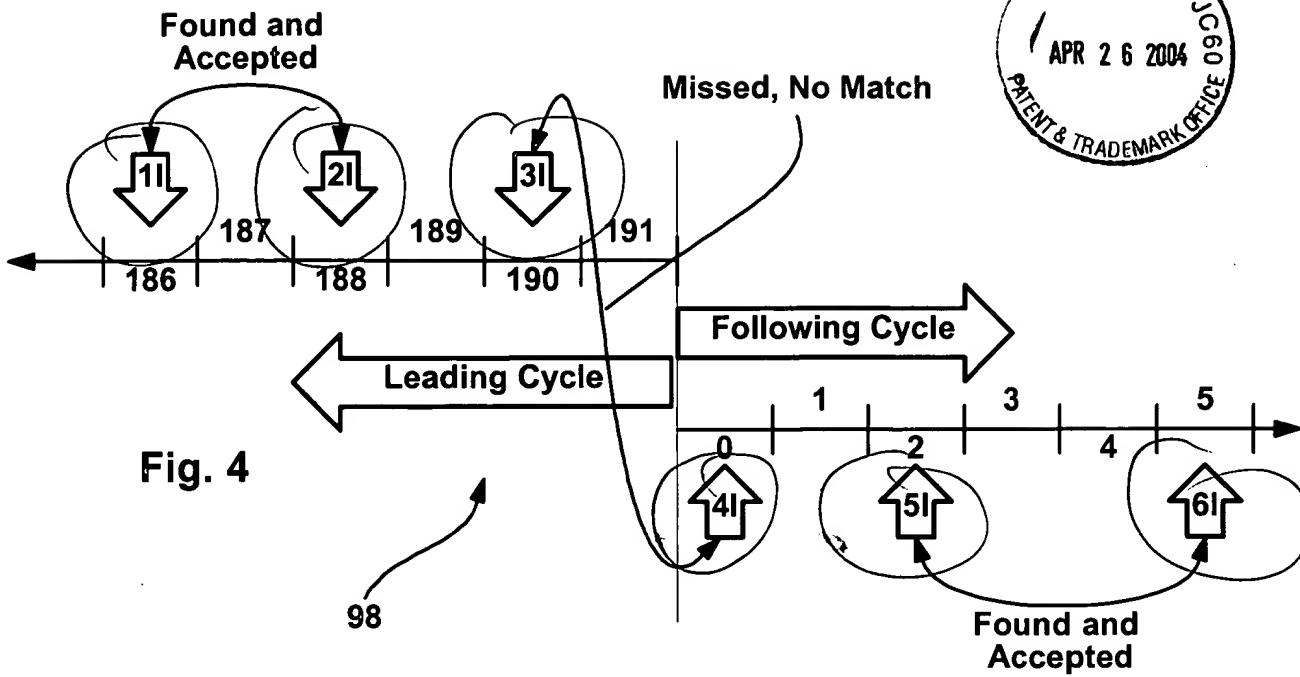 Found and
Accepted
Missed, No Match
JC60
APR 26 2004
PATENT & TRADEMARK OFFICE
1I
2I
3I
187
189
191
186
188
190
Following Cycle
Leading Cycle
1
3
5
0
2
4
Fig. 4
4I
5I
6I
98
Found and
Accepted